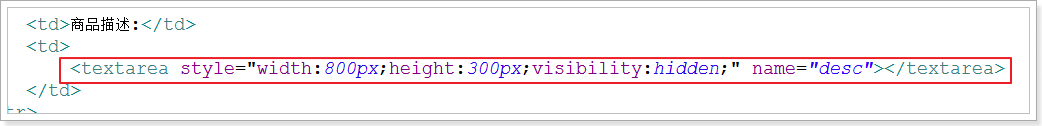 <td>商品描述:</td>
<td>
<textarea style="width:800px;height:300px;visibility:hidden;" name="desc"></textarea>
</td>
tr>